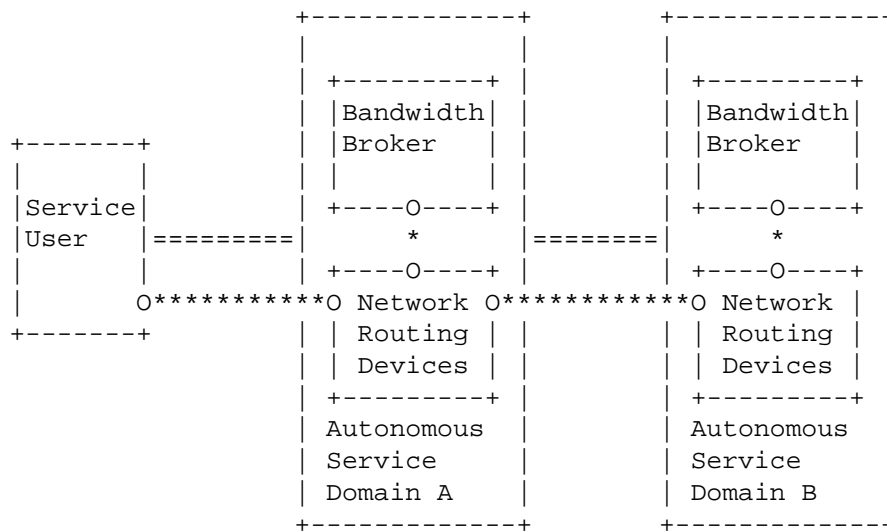 Bandwidth
Broker
Bandwidth
Broker
Service
User
Network
Routing
Devices
Network
Routing
Devices
Autonomous
Service
Domain A
Autonomous
Service
Domain B